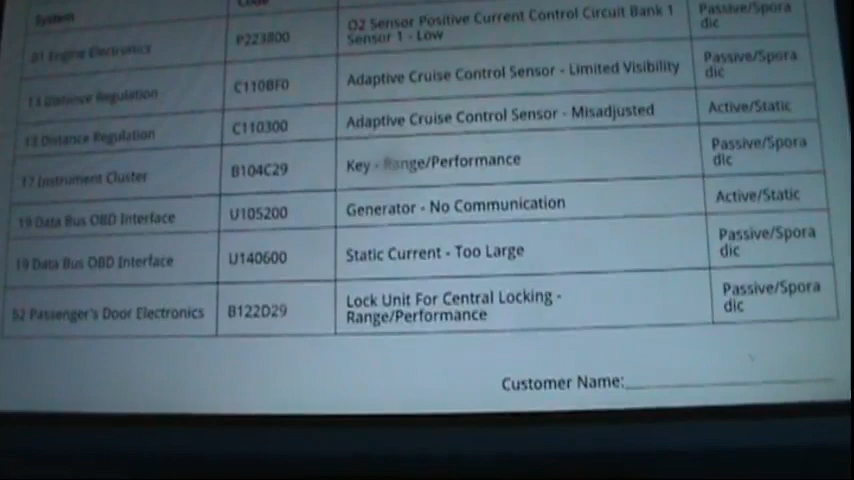 System
Code
01 Engine Electronics
P223800
O2 Sensor Positive Current Control Circuit Bank 1
Sensor 1 - Low
Passive/Spora
dic
13 Distance Regulation
C110BF0
Adaptive Cruise Control Sensor - Limited Visibility
Passive/Spora
dic
13 Distance Regulation
C110300
Adaptive Cruise Control Sensor - Misadjusted
Active/Static
17 Instrument Cluster
B104C29
Key - Range/Performance
Passive/Spora
dic
19 Data Bus OBD Interface
U105200
Generator - No Communication
Active/Static
19 Data Bus OBD Interface
U140600
Static Current - Too Large
Passive/Spora
dic
52 Passenger's Door Electronics
B122D29
Lock Unit For Central Locking -
Range/Performance
Passive/Spora
dic
Customer Name: